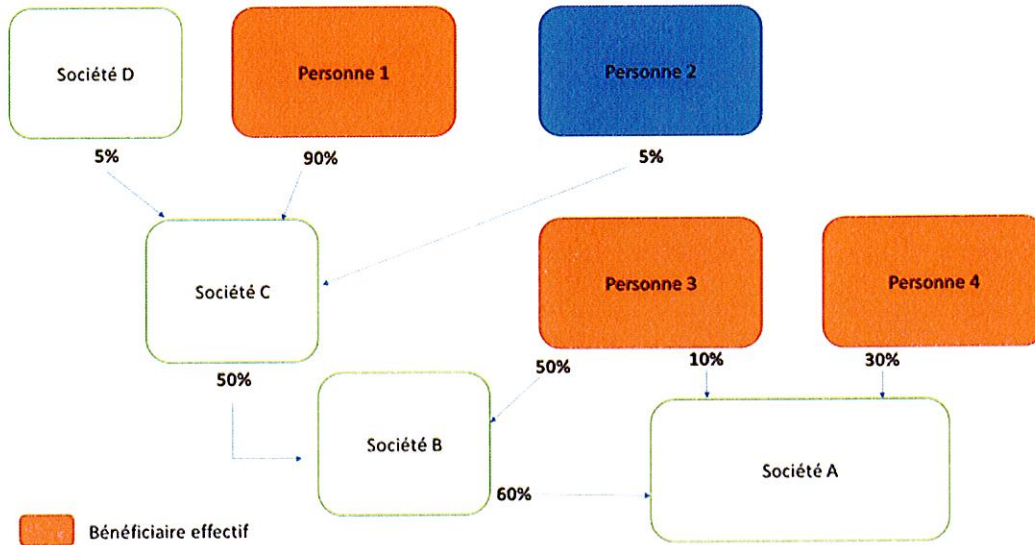 Société D
Personne 1
Personne 2
5%
90%
5%
Société C
Personne 3
Personne 4
50%
50%
10%
30%
Société B
Société A
60%
Bénéficiaire effectif